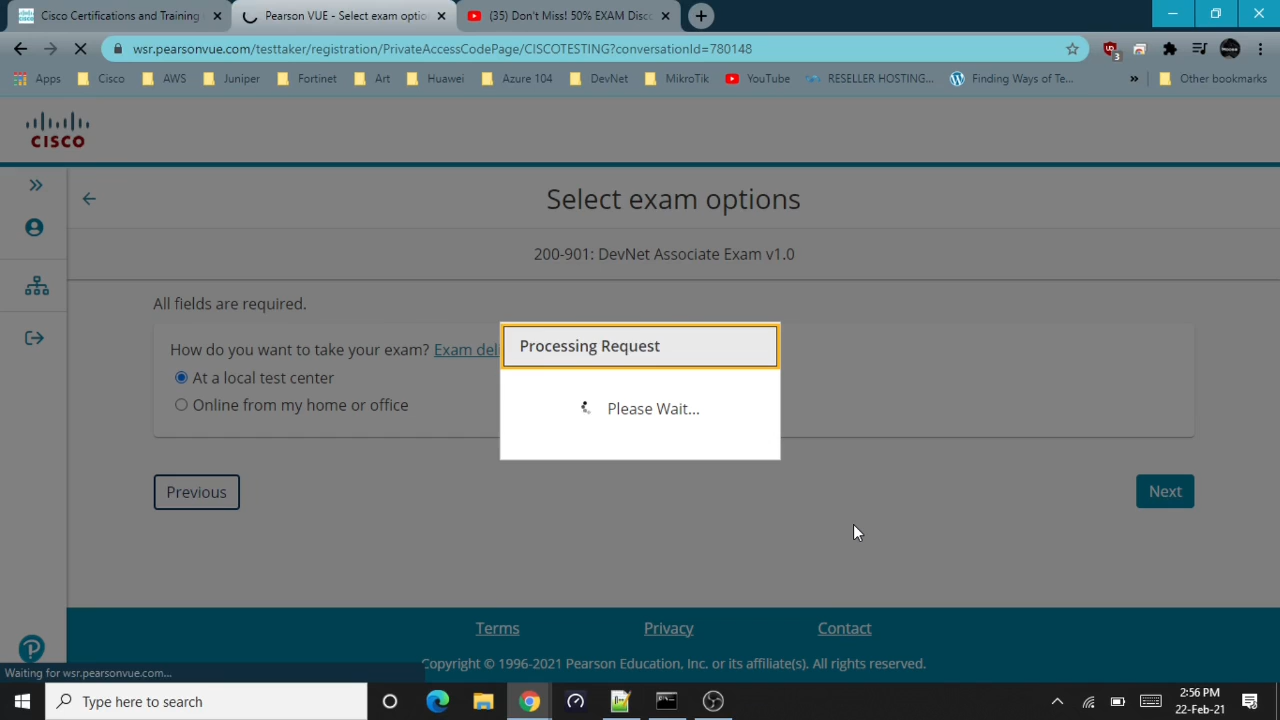 Cisco Certifications and Training
Pearson VUE - Select exam optio
(35) Don't Miss! 50% EXAM Disc
wsr.pearsonvue.com/testtaker/registration/PrivateAccessCodePage/CISCOTESTING?conversationId=780148
3
Apps
Cisco
AWS
Juniper
Fortinet
Art
Huawei
Azure 104
DevNet
MikroTik
YouTube
RESELLER HOSTING...
Finding Ways of Te...
»
Other bookmarks
CISCO
Select exam options
200-901: DevNet Associate Exam v1.0
All fields are required.
How do you want to take your exam? Exam deli
At a local test center
Online from my home or office
Processing Request
Please Wait...
Previous
Next
Terms
Privacy
Contact
Copyright © 1996-2021 Pearson Education, Inc. or its affiliate(s). All rights reserved.
Waiting for wsr.pearsonvue.com...
Type here to search
2:56 PM
22-Feb-21